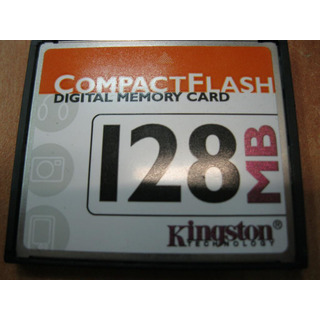 COMPACTFLASH
DIGITAL MEMORY CARD
128 MB
Kingston
TECHNOLOGY